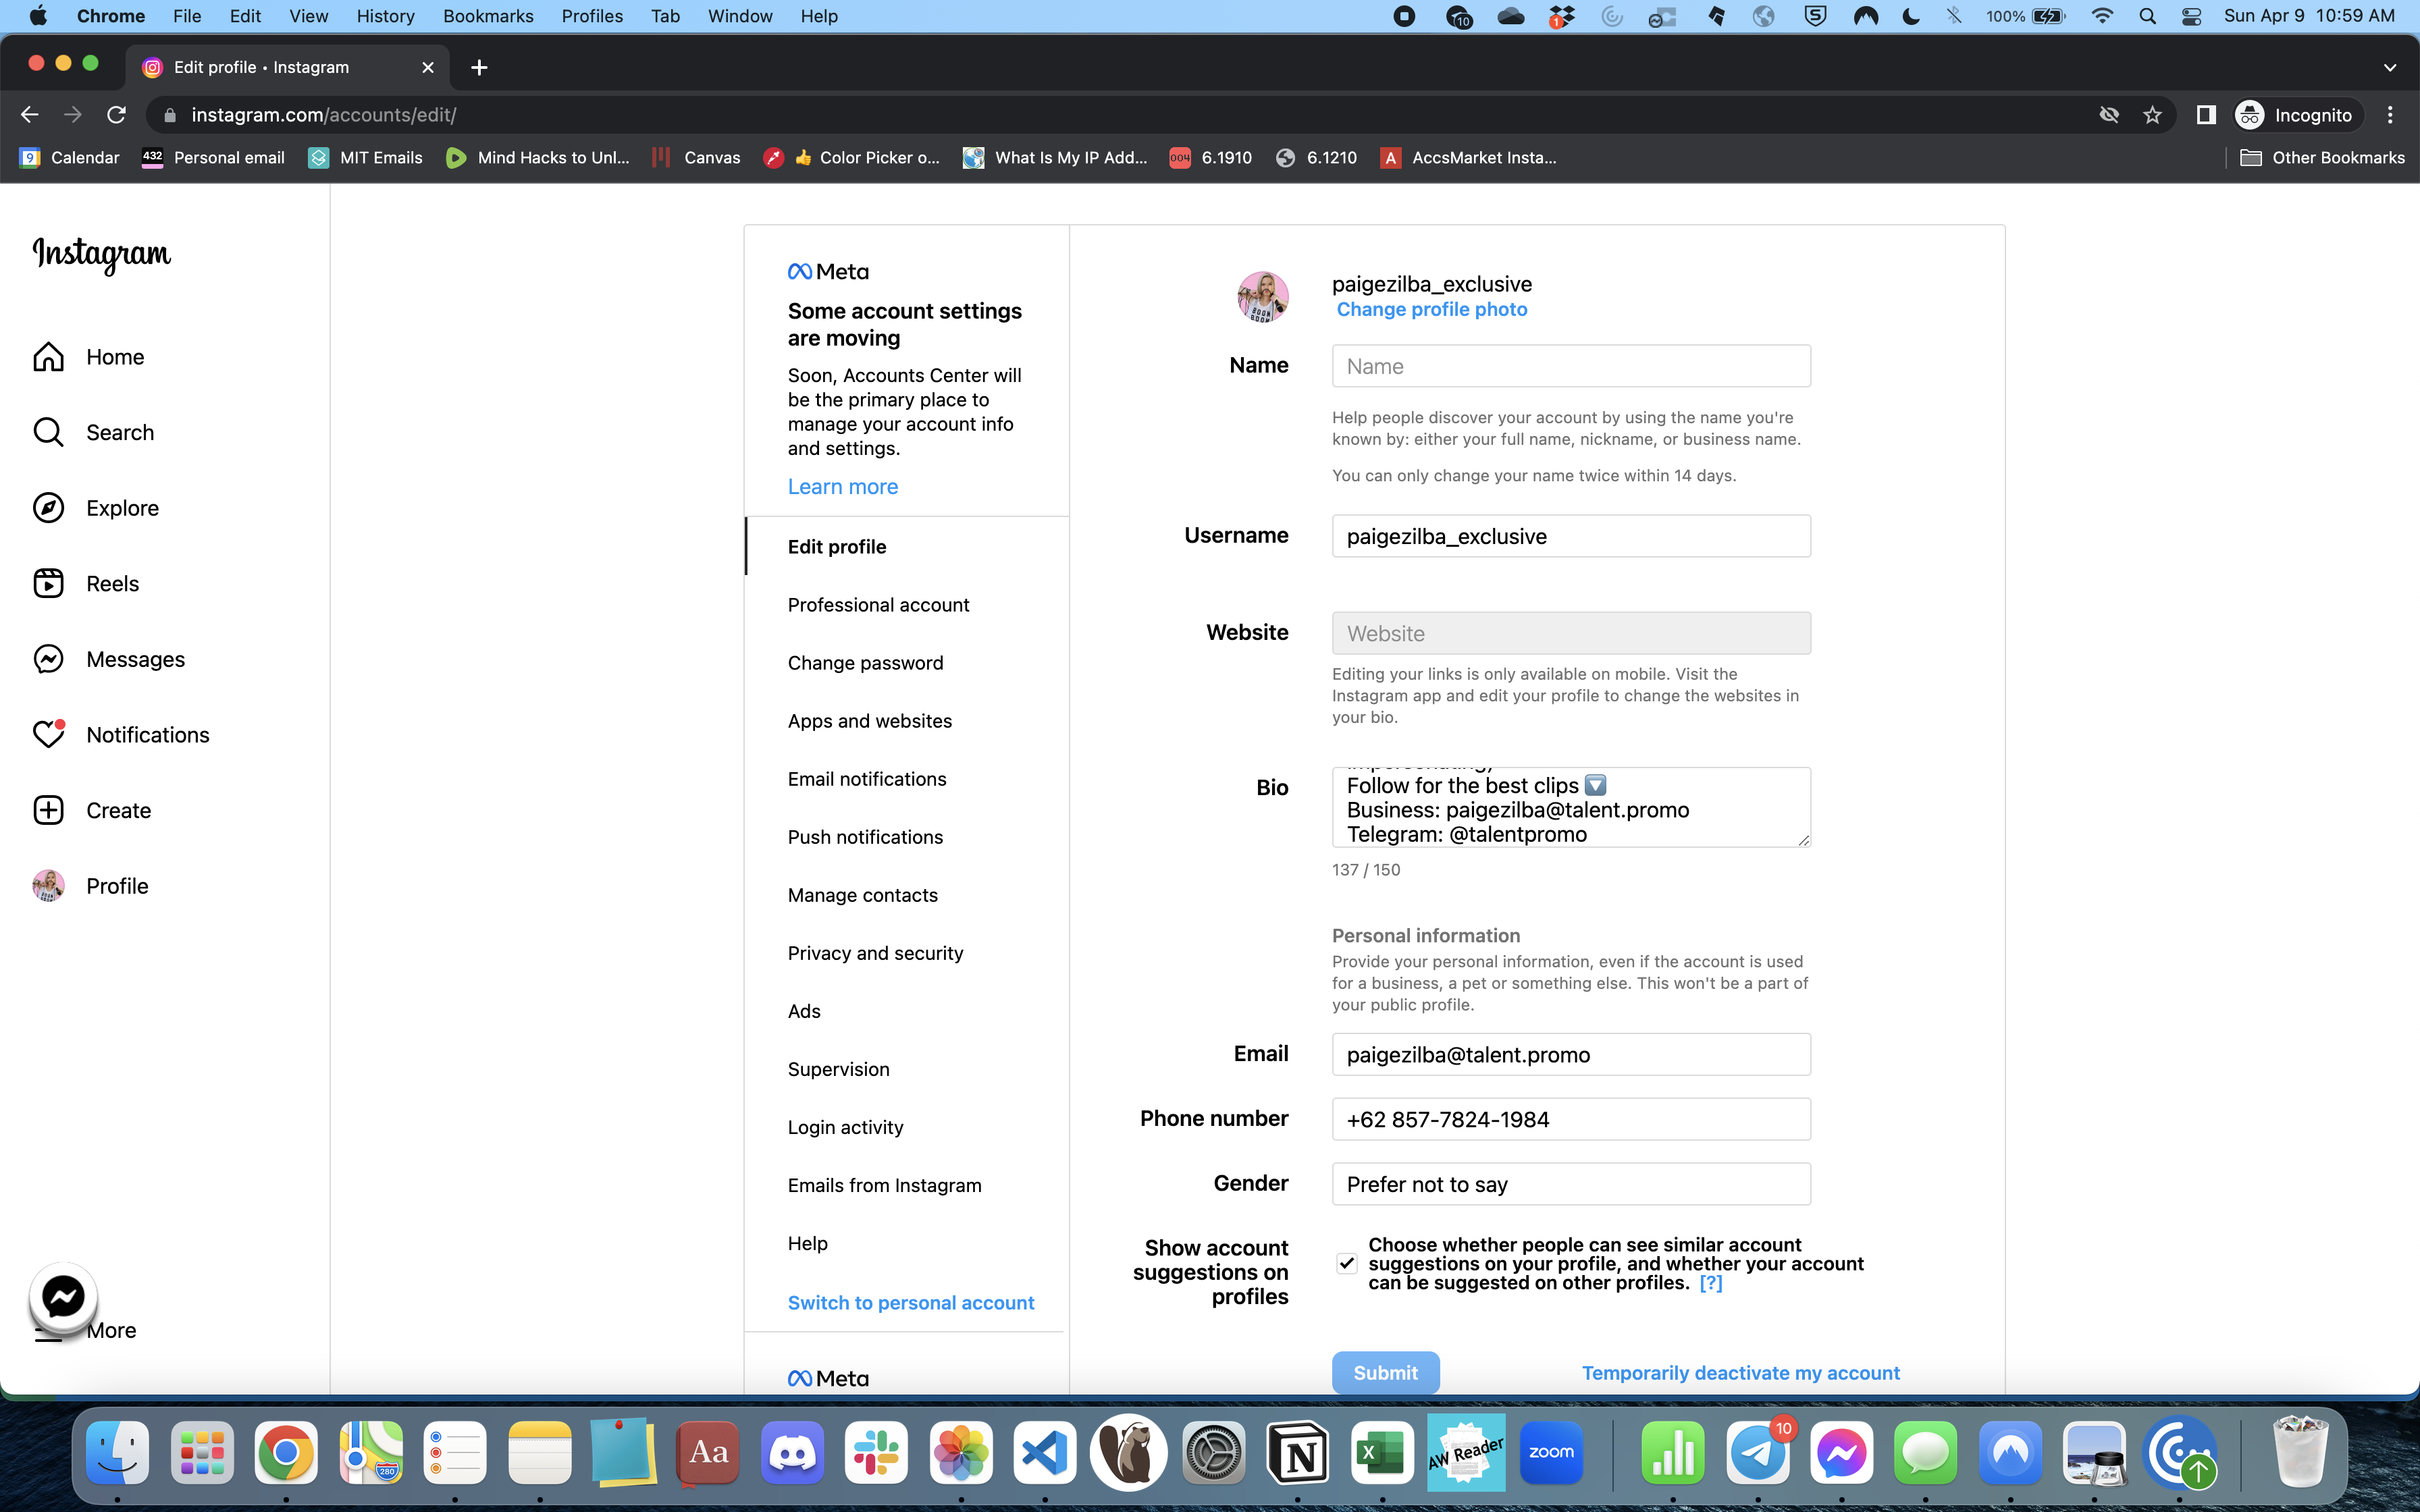 Chrome File Edit View History Bookmarks Profiles Tab Window Help
10 1 100% Sun Apr 9 10:59 AM
Edit profile • Instagram
instagram.com/accounts/edit/
Incognito
9 Calendar 432 Personal email MIT Emails Mind Hacks to Unl... Canvas 👍 Color Picker o... What Is My IP Add... 004 6.1910 6.1210 A AccsMarket Insta... Other Bookmarks
Instagram
Home
Search
Explore
Reels
Messages
Notifications
Create
Profile
More
Meta
Some account settings
are moving
Soon, Accounts Center will
be the primary place to
manage your account info
and settings.
Learn more
Edit profile
Professional account
Change password
Apps and websites
Email notifications
Push notifications
Manage contacts
Privacy and security
Ads
Supervision
Login activity
Emails from Instagram
Help
Switch to personal account
Meta
paigezilba_exclusive
Change profile photo
Name
Name
Help people discover your account by using the name you're
known by: either your full name, nickname, or business name.
You can only change your name twice within 14 days.
Username
paigezilba_exclusive
Website
Website
Editing your links is only available on mobile. Visit the
Instagram app and edit your profile to change the websites in
your bio.
Bio
Follow for the best clips 🔽
Business: paigezilba@talent.promo
Telegram: @talentpromo
137 / 150
Personal information
Provide your personal information, even if the account is used
for a business, a pet or something else. This won't be a part of
your public profile.
Email
paigezilba@talent.promo
Phone number
+62 857-7824-1984
Gender
Prefer not to say
Show account
suggestions on
profiles
Choose whether people can see similar account
suggestions on your profile, and whether your account
can be suggested on other profiles. [?]
Submit
Temporarily deactivate my account
280
Aa
N
X
AW Reader
zoom
10